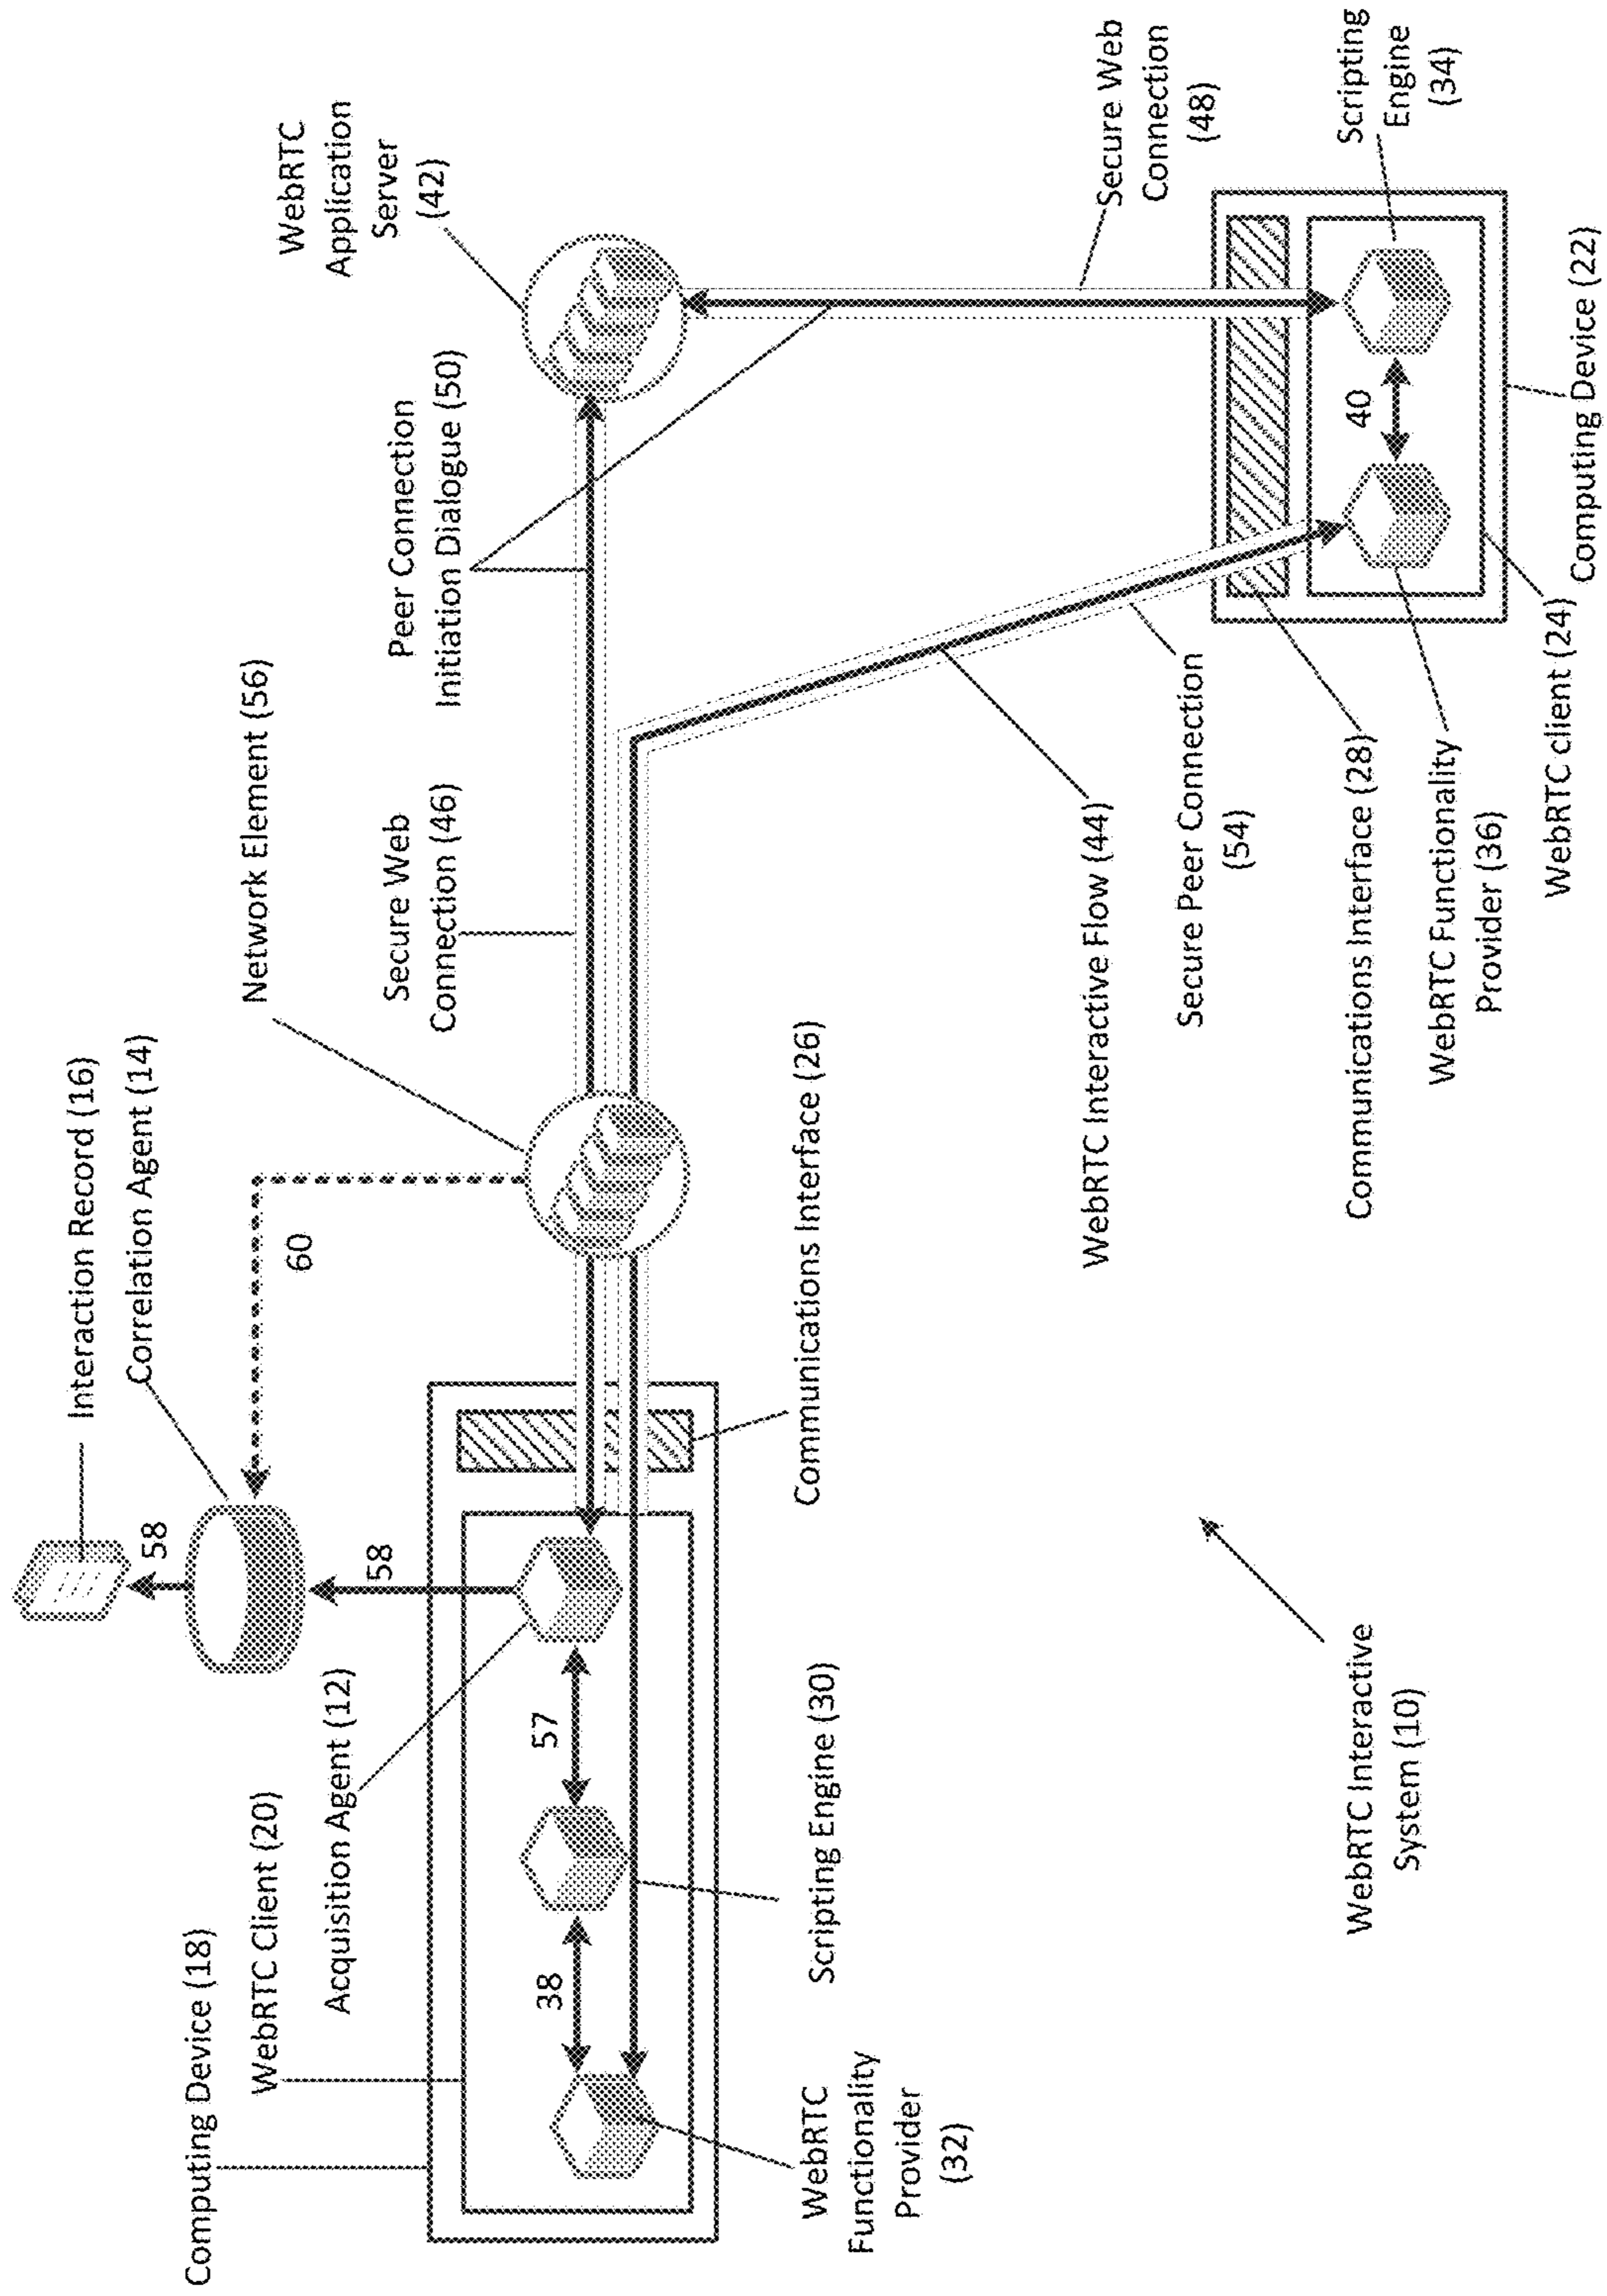 Interaction Record (16)
Correlation Agent (14)
58
58
60
Network Element (56)
WebRTC
Application
Server
(42)
Peer Connection
Initiation Dialogue (50)
Secure Web
Connection (46)
Computing Device (18)
WebRTC Client (20)
Acquisition Agent (12)
38
57
WebRTC
Functionality
Provider
(32)
Scripting Engine (30)
Communications Interface (26)
WebRTC Interactive Flow (44)
Secure Peer Connection
(54)
Secure Web
Connection
(48)
Communications Interface (28)
WebRTC Functionality
Provider (36)
WebRTC client (24)
40
Scripting
Engine
(34)
Computing Device (22)
WebRTC Interactive
System (10)